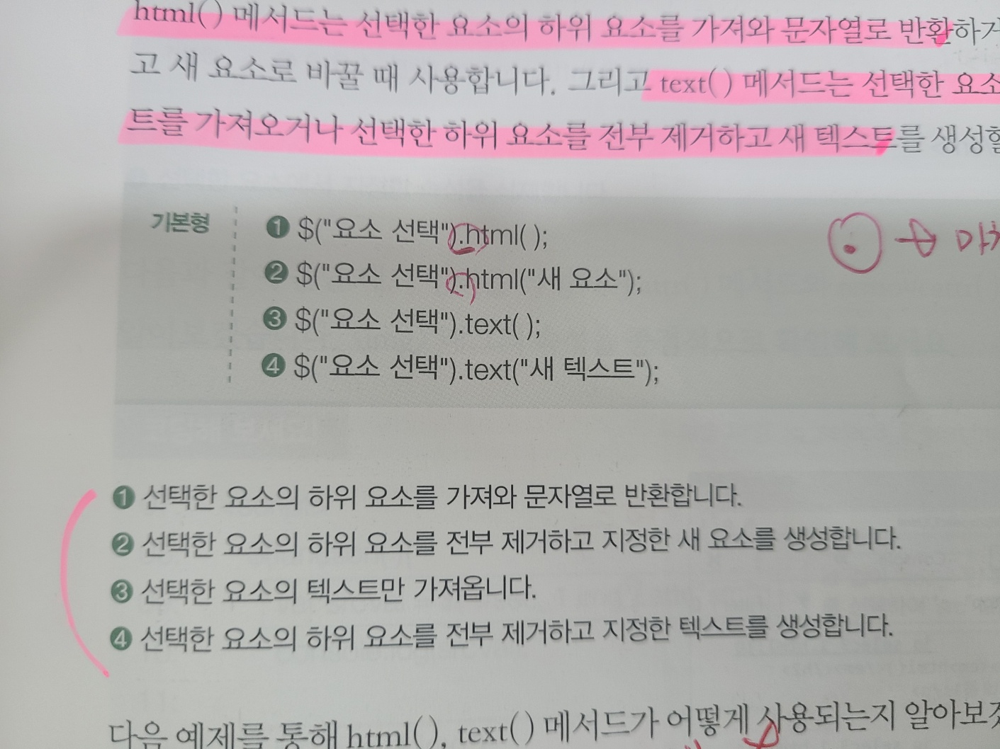 html() 메서드는 선택한 요소의 하위 요소를 가져와 문자열로 반환하거
고 새 요소로 바꿀 때 사용합니다. 그리고 text() 메서드는 선택한 요소
트를 가져오거나 선택한 하위 요소를 전부 제거하고 새 텍스트를 생성할
기본형
❶ $("요소 선택").html( );
❷ $("요소 선택").html("새 요소");
❸ $("요소 선택").text( );
❹ $("요소 선택").text("새 텍스트");
❶ 선택한 요소의 하위 요소를 가져와 문자열로 반환합니다.
❷ 선택한 요소의 하위 요소를 전부 제거하고 지정한 새 요소를 생성합니다.
❸ 선택한 요소의 텍스트만 가져옵니다.
❹ 선택한 요소의 하위 요소를 전부 제거하고 지정한 텍스트를 생성합니다.
다음 예제를 통해 html(), text() 메서드가 어떻게 사용되는지 알아보겠